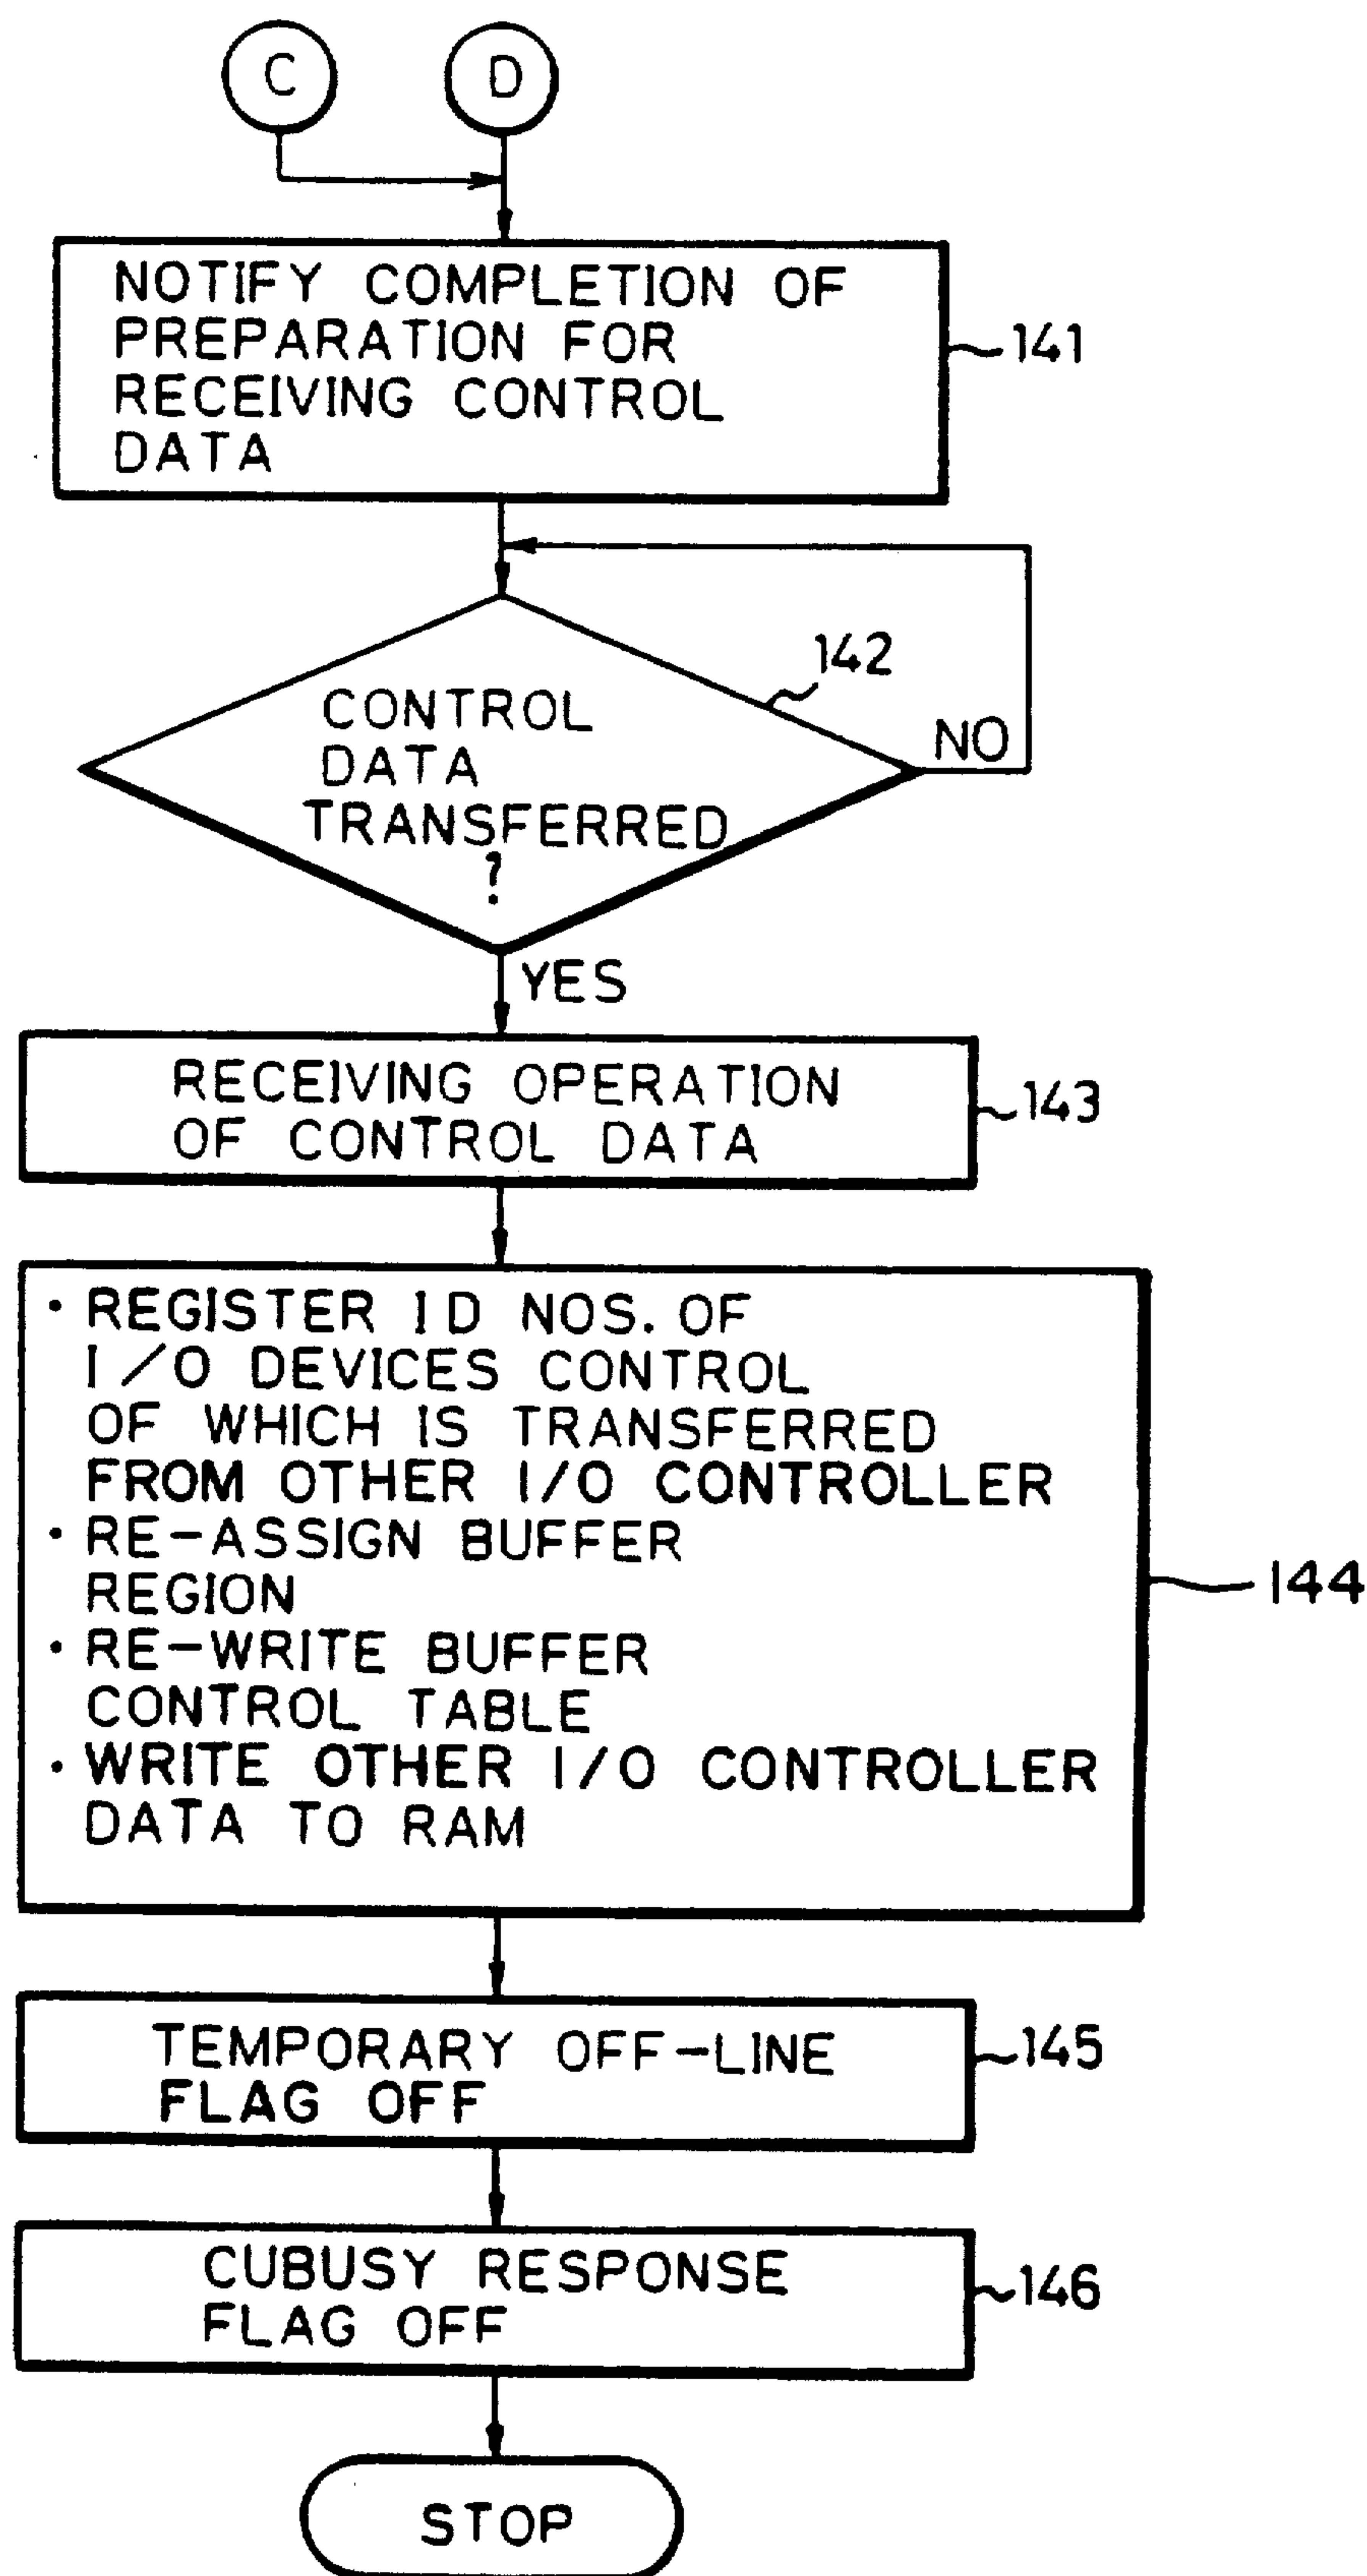 C D
NOTIFY COMPLETION OF
PREPARATION FOR
RECEIVING CONTROL
DATA
141
142
CONTROL
DATA
TRANSFERRED
?
NO
YES
RECEIVING OPERATION
OF CONTROL DATA
143
· REGISTER ID NOS. OF
I/O DEVICES CONTROL
OF WHICH IS TRANSFERRED
FROM OTHER I/O CONTROLLER
· RE-ASSIGN BUFFER
REGION
· RE-WRITE BUFFER
CONTROL TABLE
· WRITE OTHER I/O CONTROLLER
DATA TO RAM
144
TEMPORARY OFF-LINE
FLAG OFF
145
CUBUSY RESPONSE
FLAG OFF
146
STOP